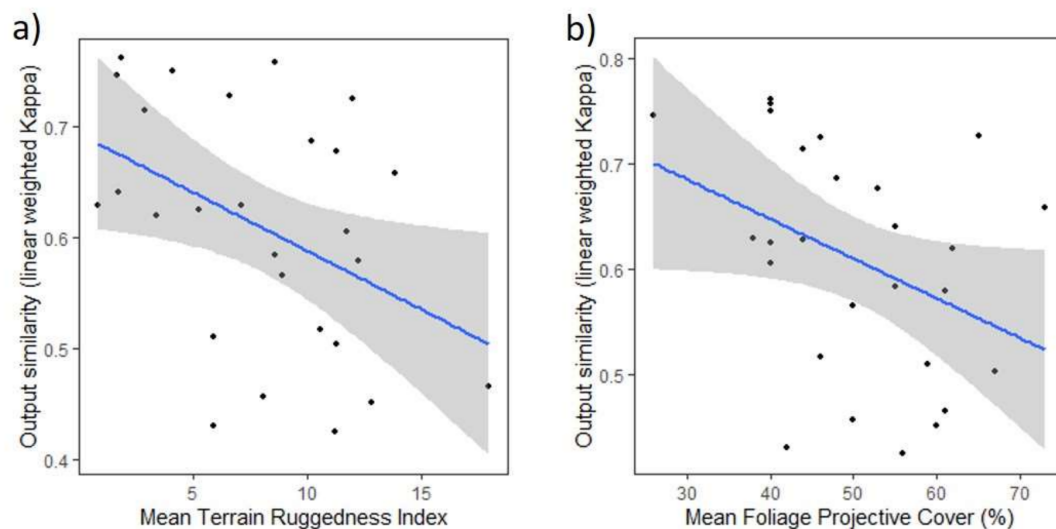 a)
Output similarity (linear weighted Kappa)
0.7
0.6
0.5
0.4
5 10 15
Mean Terrain Ruggedness Index
b)
Output similarity (linear weighted Kappa)
0.8
0.7
0.6
0.5
30 40 50 60 70
Mean Foliage Projective Cover (%)